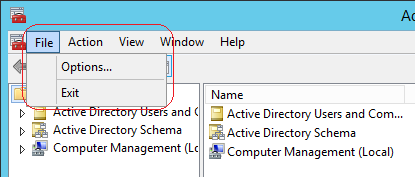 Ac
File Action View Window Help
Options...
Exit
Name
Active Directory Users and C
Active Directory Users and Com...
Active Directory Schema
Active Directory Schema
Computer Management (Local)
Computer Management (Local)